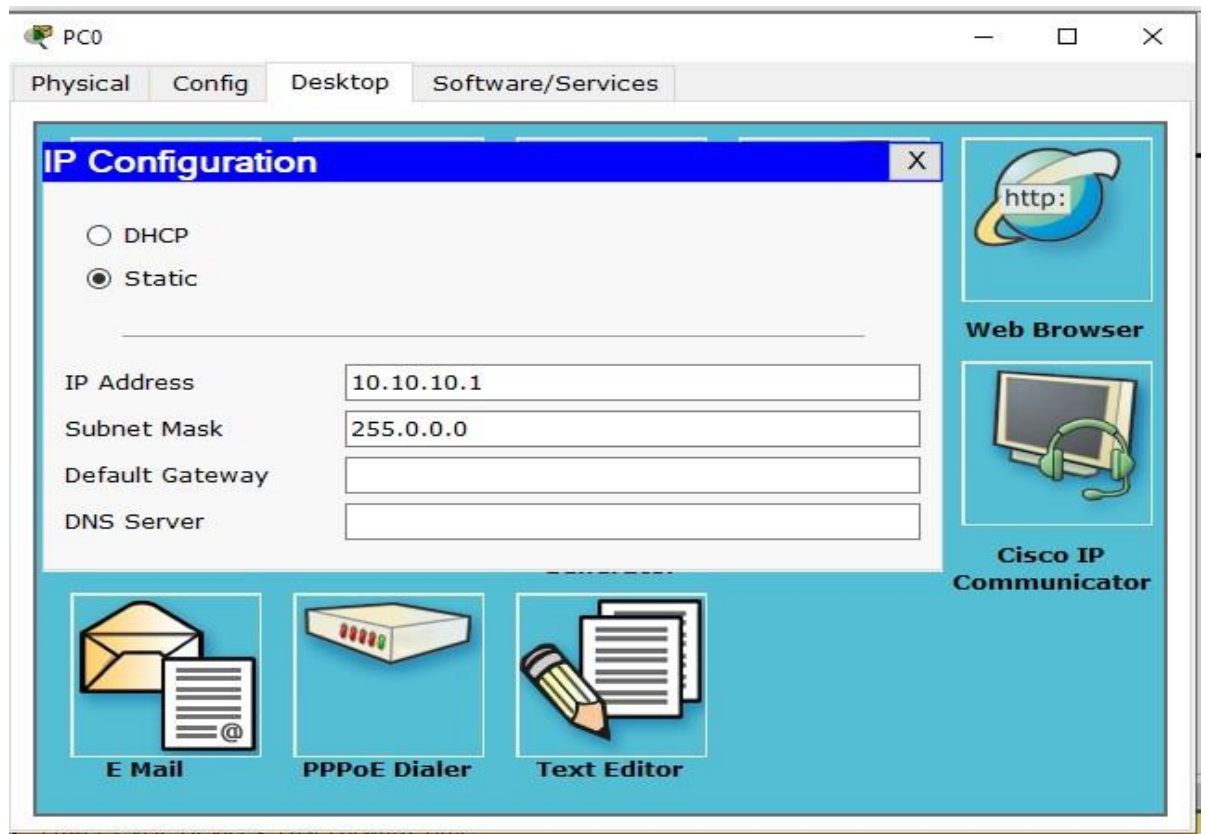 PC0
Physical Config Desktop Software/Services
IP Configuration X
http:
DHCP
Static
Web Browser
IP Address 10.10.10.1
Subnet Mask 255.0.0.0
Default Gateway
DNS Server
Cisco IP
Communicator
@
E Mail PPPoE Dialer Text Editor